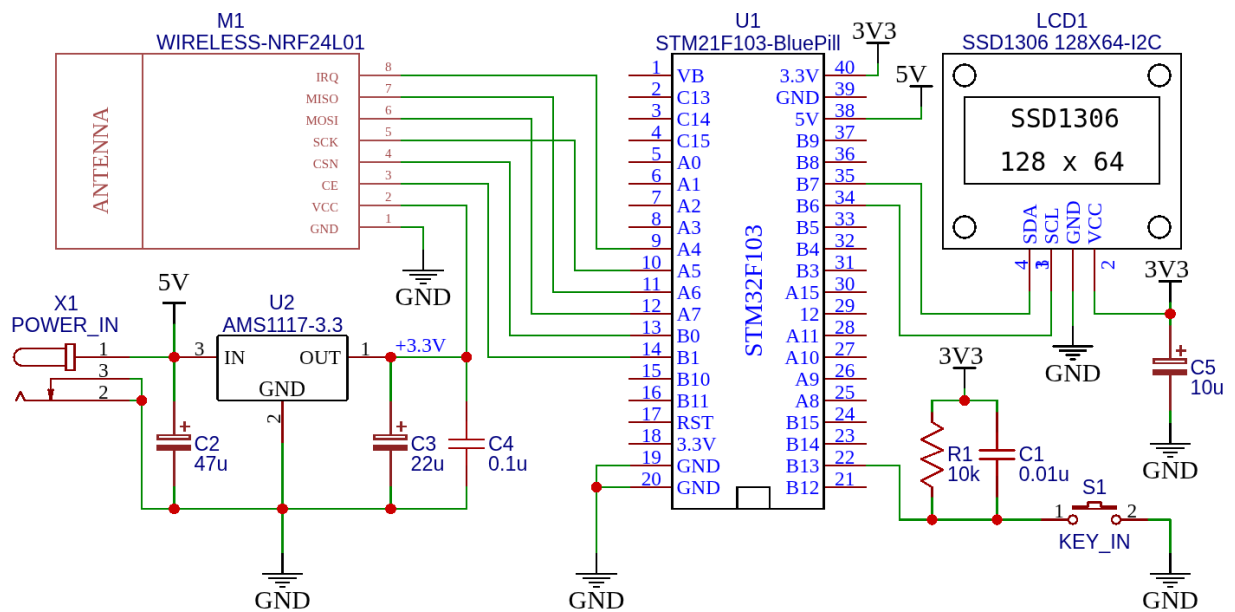 M1
WIRELESS-NRF24L01
ANTENNA
IRQ 8
MISO 7
MOSI 6
SCK 5
CSN 4
CE 3
VCC 2
GND 1
GND
U1
STM21F103-BluePill
STM32F103
1 VB
2 C13
3 C14
4 C15
5 A0
6 A1
7 A2
8 A3
9 A4
10 A5
11 A6
12 A7
13 B0
14 B1
15 B10
16 B11
17 RST
18 3.3V
19 GND
20 GND
3.3V 40
GND 39
5V 38
B9 37
B8 36
B7 35
B6 34
B5 33
B4 32
B3 31
A15 30
12 29
A11 28
A10 27
A9 26
A8 25
B15 24
B14 23
B13 22
B12 21
3V3
5V
GND
LCD1
SSD1306 128X64-I2C
SSD1306
128 x 64
SDA
SCL
GND
VCC
4
3
1
2
GND
3V3
C5
10u
GND
X1
POWER_IN
1
3
2
5V
U2
AMS1117-3.3
3 IN OUT 1
GND
2
+3.3V
C2
47u
C3
22u
C4
0.1u
GND
3V3
R1
10k
C1
0.01u
S1
1 2
KEY_IN
GND